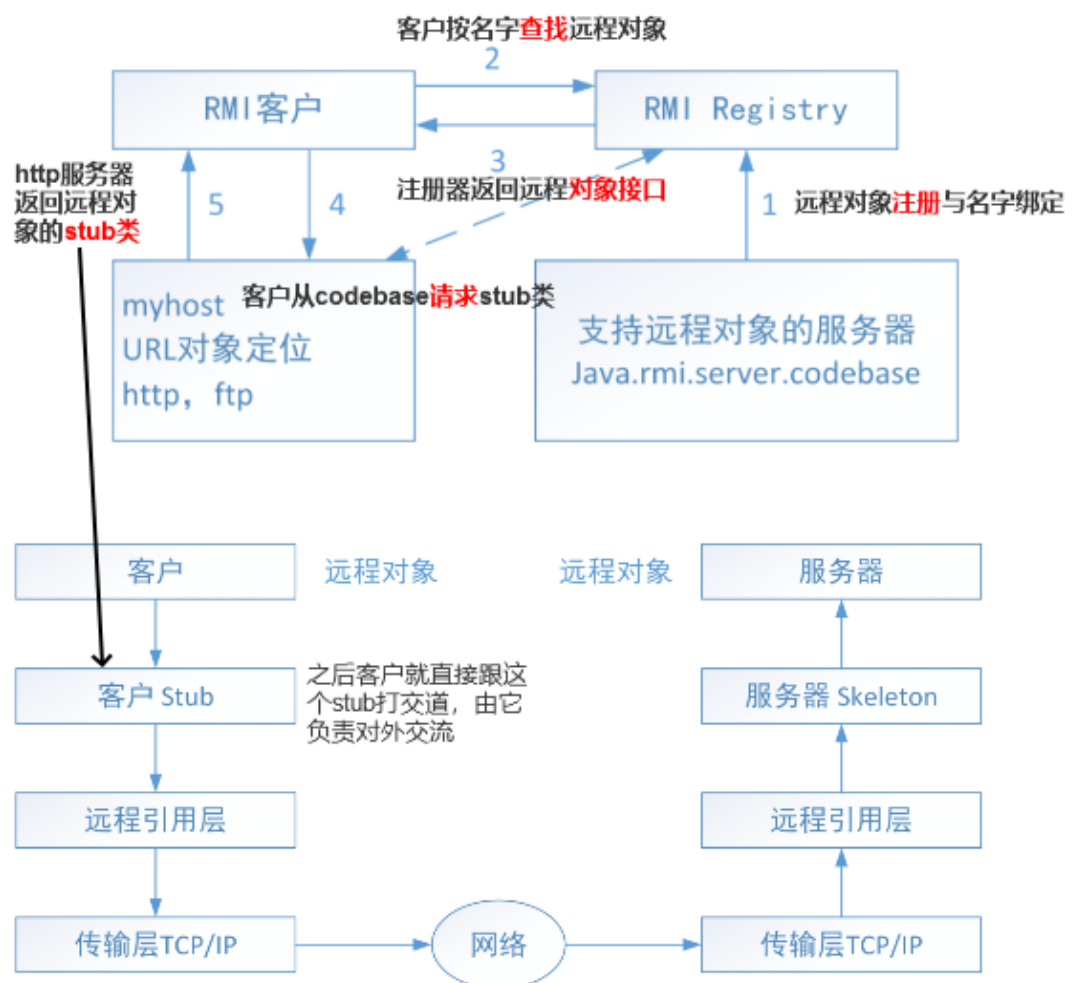 客户按名字查找远程对象
2
RMI客户
RMI Registry
3
http服务器
返回远程对
象的stub类
5
4
注册器返回远程对象接口
1
远程对象注册与名字绑定
客户从codebase请求stub类
myhost
URL对象定位
http，ftp
支持远程对象的服务器
Java.rmi.server.codebase
客户
远程对象
远程对象
服务器
客户 Stub
之后客户就直接跟这
个stub打交道，由它
负责对外交流
服务器 Skeleton
远程引用层
远程引用层
传输层TCP/IP
网络
传输层TCP/IP